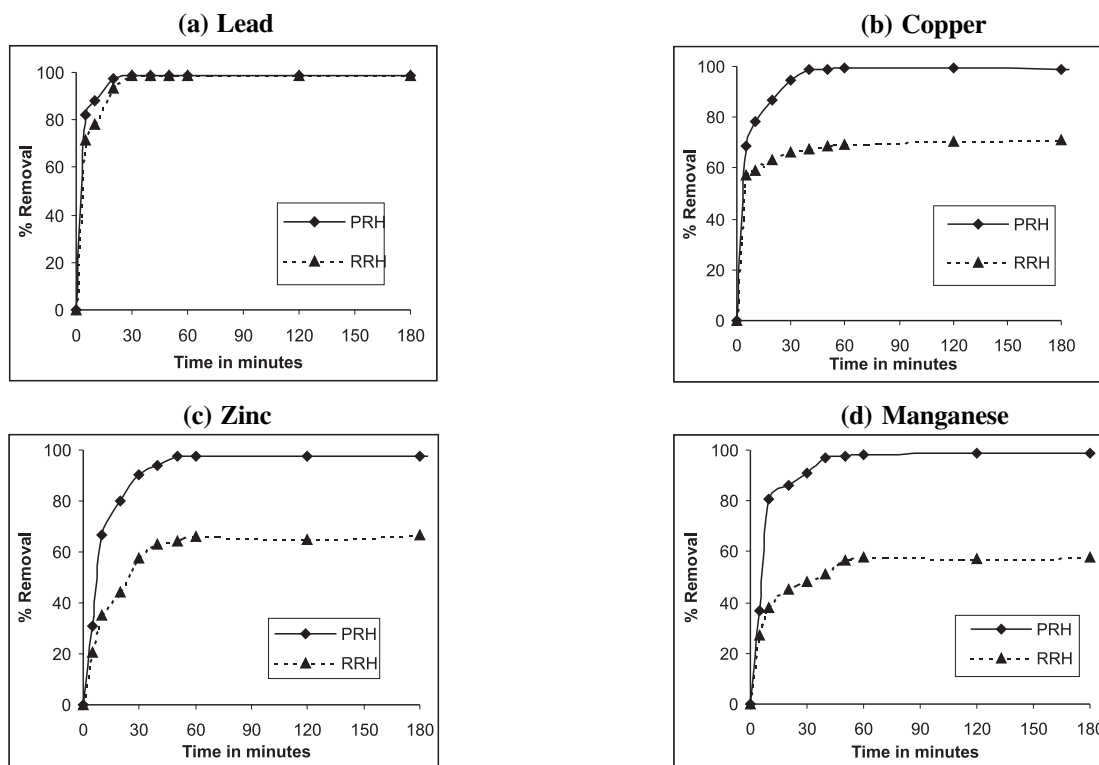 (a) Lead
100
80
60
40
20
0
% Removal
PRH
RRH
0 30 60 90 120 150 180
Time in minutes
(b) Copper
100
80
60
40
20
0
% Removal
PRH
RRH
0 30 60 90 120 150 180
Time in minutes
(c) Zinc
100
80
60
40
20
0
% Removal
PRH
RRH
0 30 60 90 120 150 180
Time in minutes
(d) Manganese
100
80
60
40
20
0
% Removal
PRH
RRH
0 30 60 90 120 150 180
Time in minutes